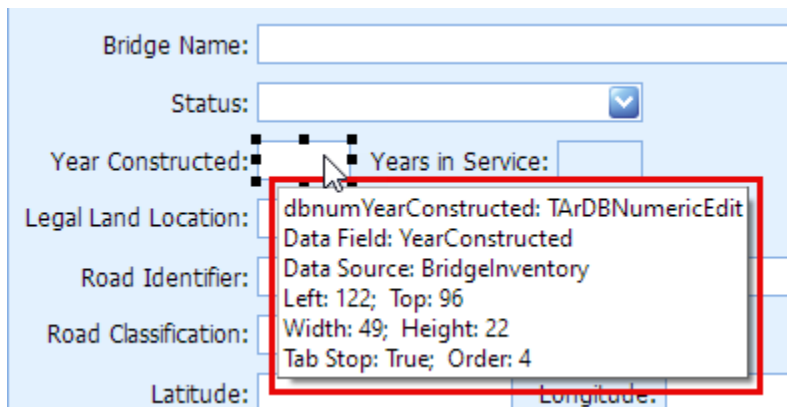 Bridge Name:
Status:
Year Constructed: Years in Service:
dbnumYearConstructed: TArDBNumericEdit
Legal Land Location:
Data Field: YearConstructed
Data Source: BridgeInventory
Road Identifier:
Left: 122; Top: 96
Width: 49; Height: 22
Road Classification:
Tab Stop: True; Order: 4
Latitude: Longitude: